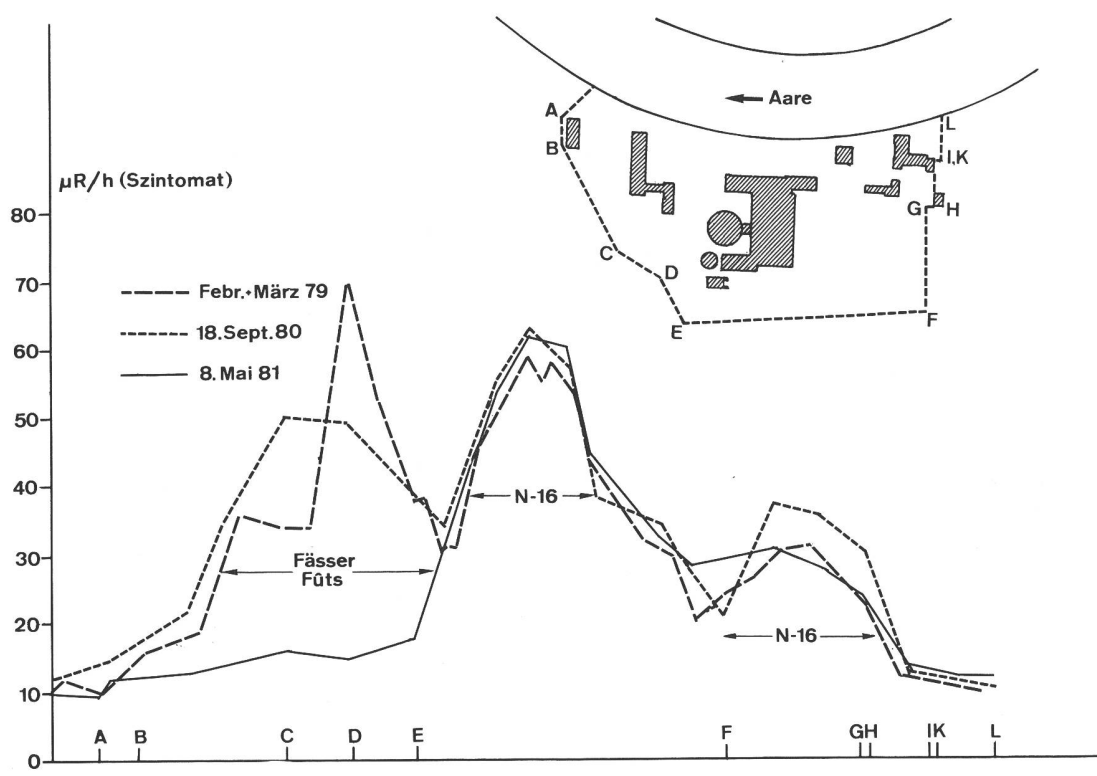 Aare
A
B
L
I,K
G
H
C
D
E
F
µR/h (Szintomat)
80
70
60
50
40
30
20
10
0
Febr.+März 79
18.Sept.80
8. Mai 81
N-16
Fässer
Fûts
N-16
A B C D E F GH IK L